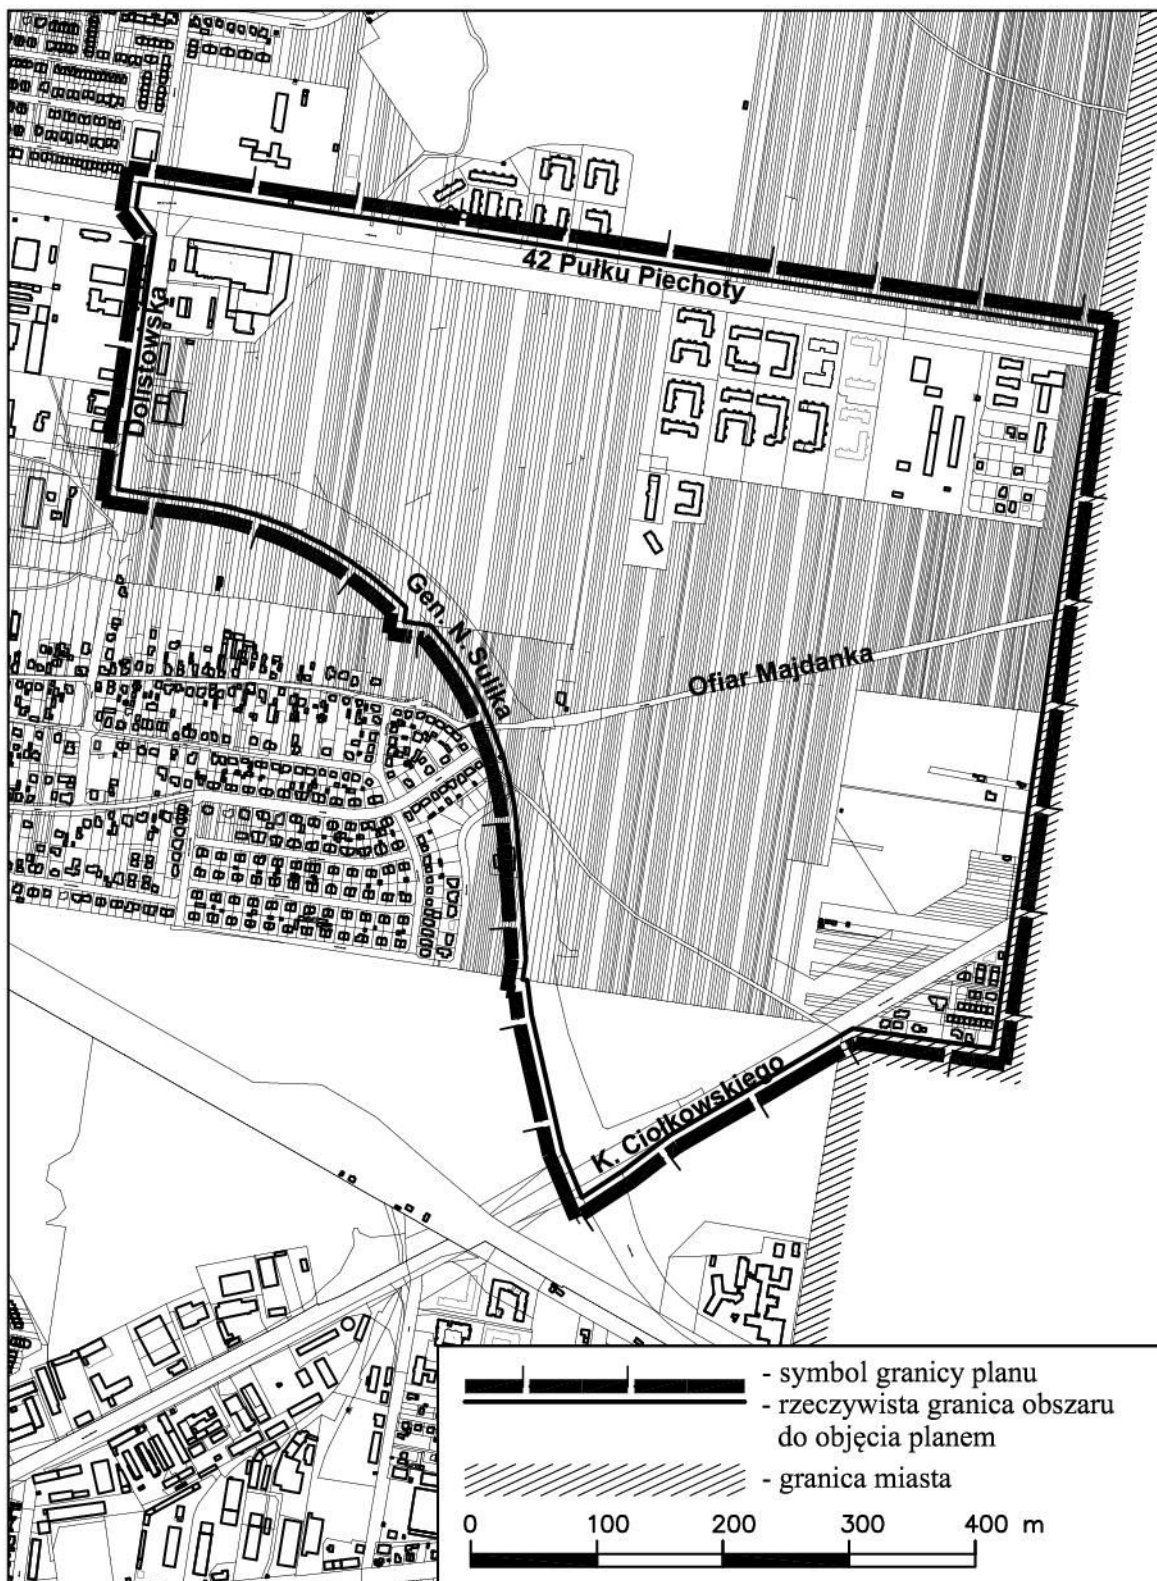 42 Pułku Piechoty
Dolistowska
Gen. N. Sulika
Ofiar Majdanka
K. Ciołkowskiego
- symbol granicy planu
- rzeczywista granica obszaru
do objęcia planem
- granica miasta
0 100 200 300 400 m